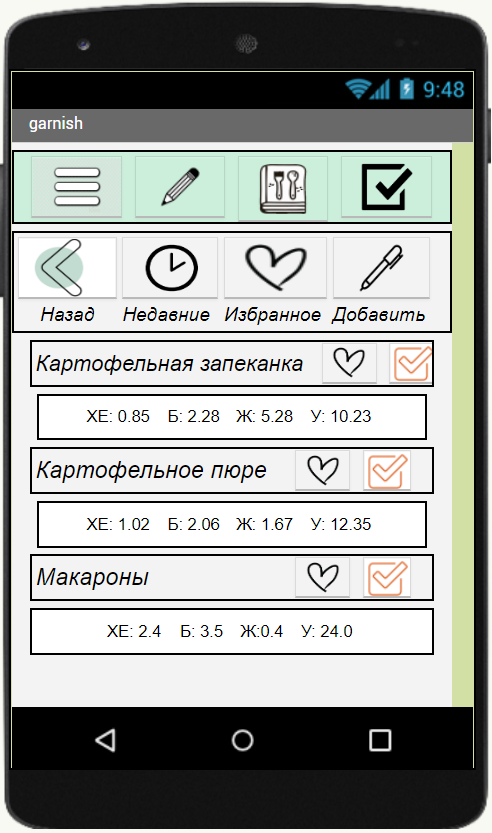 9:48
garnish
Назад Недавние Избранное Добавить
Картофельная запеканка
ХЕ: 0.85 Б: 2.28 Ж: 5.28 У: 10.23
Картофельное пюре
ХЕ: 1.02 Б: 2.06 Ж: 1.67 У: 12.35
Макароны
ХЕ: 2.4 Б: 3.5 Ж:0.4 У: 24.0